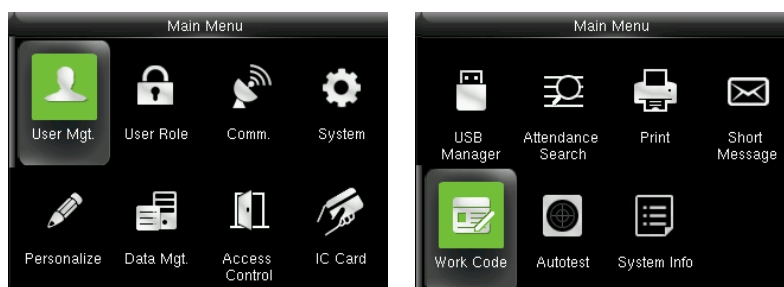 Main Menu
User Mgt.
User Role
Comm.
System
Personalize
Data Mgt.
Access
Control
IC Card
Main Menu
USB
Manager
Attendance
Search
Print
Short
Message
Work Code
Autotest
System Info